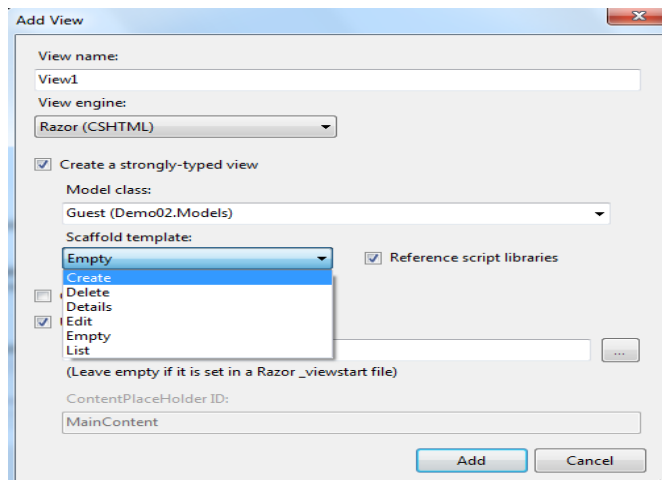 Add View
View name:
View1
View engine:
Razor (CSHTML)
Create a strongly-typed view
Model class:
Guest (Demo02.Models)
Scaffold template:
Empty
Reference script libraries
Create
Delete
Details
Edit
Empty
List
...
(Leave empty if it is set in a Razor _viewstart file)
ContentPlaceHolder ID:
MainContent
Add Cancel